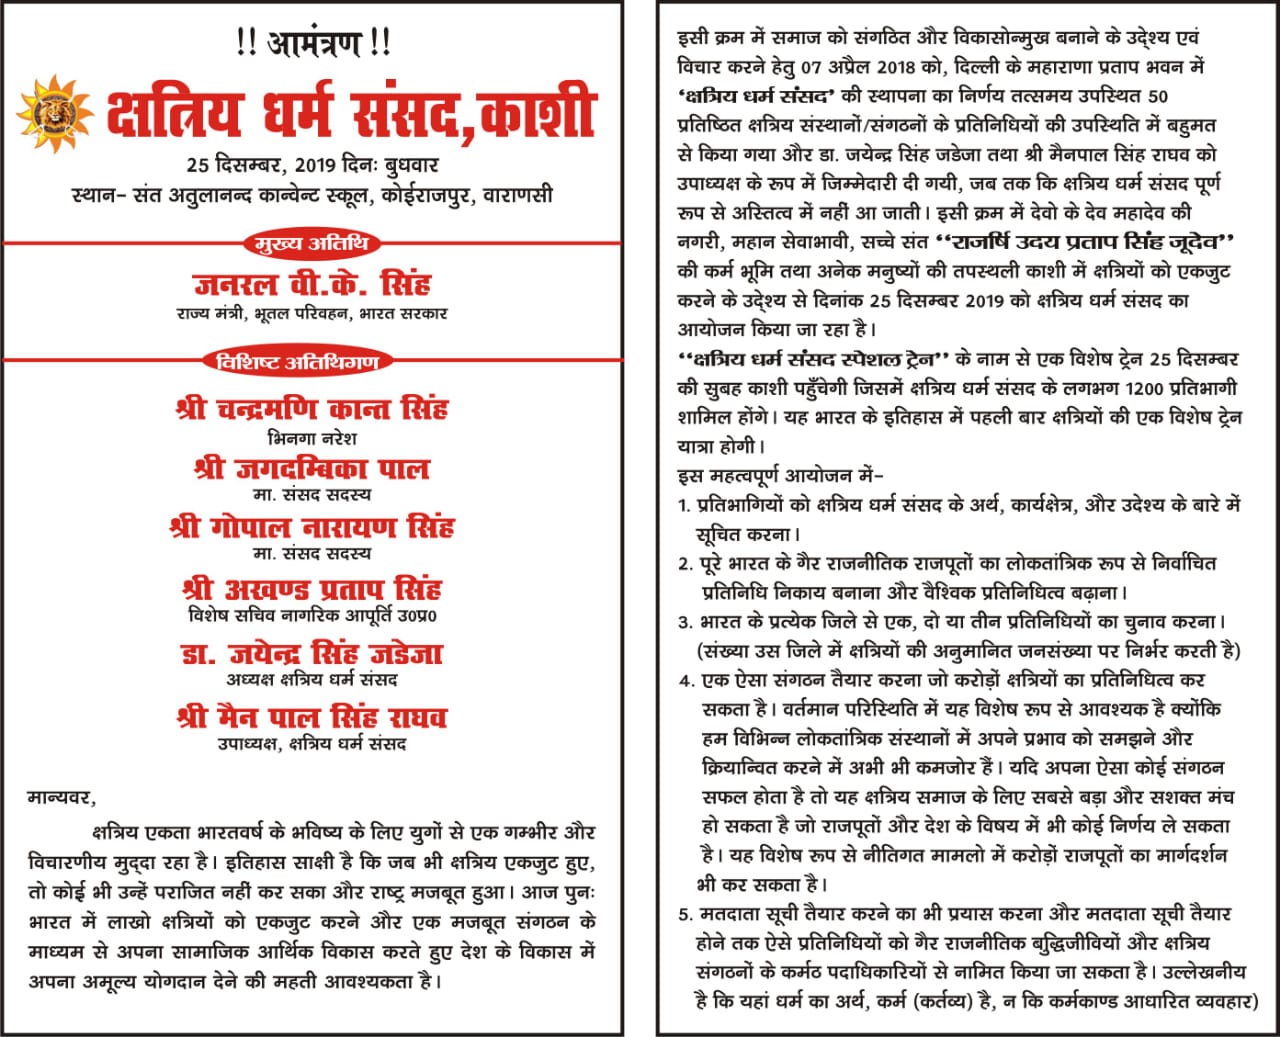 !! आमंत्रण !!
क्षत्रिय धर्म संसद, काशी
25 दिसम्बर, 2019 दिनः बुधवार
स्थान- संत अतुलानन्द कान्वेन्ट स्कूल, कोईराजपुर, वाराणसी
मुख्य अतिथि
जनरल वी.के. सिंह
राज्य मंत्री, भूतल परिवहन, भारत सरकार
विशिष्ट अतिथिगण
श्री चन्द्रमणि कान्त सिंह
भिनगा नरेश
श्री जगदम्बिका पाल
मा. संसद सदस्य
श्री गोपाल नारायण सिंह
मा. संसद सदस्य
श्री अखण्ड प्रताप सिंह
विशेष सचिव नागरिक आपूर्ति उ०प्र०
डा. जयेन्द्र सिंह जडेजा
अध्यक्ष क्षत्रिय धर्म संसद
श्री मैन पाल सिंह राघव
उपाध्यक्ष, क्षत्रिय धर्म संसद
मान्यवर,
क्षत्रिय एकता भारतवर्ष के भविष्य के लिए युगों से एक गम्भीर और
विचारणीय मुद्दा रहा है। इतिहास साक्षी है कि जब भी क्षत्रिय एकजुट हुए,
तो कोई भी उन्हें पराजित नहीं कर सका और राष्ट्र मजबूत हुआ। आज पुनः
भारत में लाखो क्षत्रियों को एकजुट करने और एक मजबूत संगठन के
माध्यम से अपना सामाजिक आर्थिक विकास करते हुए देश के विकास में
अपना अमूल्य योगदान देने की महती आवश्यकता है।
इसी क्रम में समाज को संगठित और विकासोन्मुख बनाने के उद्देश्य एवं
विचार करने हेतु 07 अप्रैल 2018 को, दिल्ली के महाराणा प्रताप भवन में
‘क्षत्रिय धर्म संसद’ की स्थापना का निर्णय तत्समय उपस्थित 50
प्रतिष्ठित क्षत्रिय संस्थानों/संगठनों के प्रतिनिधियों की उपस्थिति में बहुमत
से किया गया और डा. जयेन्द्र सिंह जडेजा तथा श्री मैनपाल सिंह राघव को
उपाध्यक्ष के रूप में जिम्मेदारी दी गयी, जब तक कि क्षत्रिय धर्म संसद पूर्ण
रूप से अस्तित्व में नहीं आ जाती। इसी क्रम में देवो के देव महादेव की
नगरी, महान सेवाभावी, सच्चे संत “राजर्षि उदय प्रताप सिंह जूदेव”
की कर्म भूमि तथा अनेक मनुष्यों की तपस्थली काशी में क्षत्रियों को एकजुट
करने के उद्देश्य से दिनांक 25 दिसम्बर 2019 को क्षत्रिय धर्म संसद का
आयोजन किया जा रहा है।
“क्षत्रिय धर्म संसद स्पेशल ट्रेन” के नाम से एक विशेष ट्रेन 25 दिसम्बर
की सुबह काशी पहुँचेगी जिसमें क्षत्रिय धर्म संसद के लगभग 1200 प्रतिभागी
शामिल होंगे। यह भारत के इतिहास में पहली बार क्षत्रियों की एक विशेष ट्रेन
यात्रा होगी।
इस महत्वपूर्ण आयोजन में-
1. प्रतिभागियों को क्षत्रिय धर्म संसद के अर्थ, कार्यक्षेत्र, और उदेश्य के बारे में
सूचित करना।
2. पूरे भारत के गैर राजनीतिक राजपूतों का लोकतांत्रिक रूप से निर्वाचित
प्रतिनिधि निकाय बनाना और वैश्विक प्रतिनिधित्व बढ़ाना।
3. भारत के प्रत्येक जिले से एक, दो या तीन प्रतिनिधियों का चुनाव करना।
(संख्या उस जिले में क्षत्रियों की अनुमानित जनसंख्या पर निर्भर करती है)
4. एक ऐसा संगठन तैयार करना जो करोड़ों क्षत्रियों का प्रतिनिधित्व कर
सकता है। वर्तमान परिस्थिति में यह विशेष रूप से आवश्यक है क्योंकि
हम विभिन्न लोकतांत्रिक संस्थानों में अपने प्रभाव को समझने और
क्रियान्वित करने में अभी भी कमजोर हैं। यदि अपना ऐसा कोई संगठन
सफल होता है तो यह क्षत्रिय समाज के लिए सबसे बड़ा और सशक्त मंच
हो सकता है जो राजपूतों और देश के विषय में भी कोई निर्णय ले सकता
है। यह विशेष रूप से नीतिगत मामलो में करोड़ों राजपूतों का मार्गदर्शन
भी कर सकता है।
5. मतदाता सूची तैयार करने का भी प्रयास करना और मतदाता सूची तैयार
होने तक ऐसे प्रतिनिधियों को गैर राजनीतिक बुद्धिजीवियों और क्षत्रिय
संगठनों के कर्मठ पदाधिकारियों से नामित किया जा सकता है। उल्लेखनीय
है कि यहां धर्म का अर्थ, कर्म (कर्तव्य) है, न कि कर्मकाण्ड आधारित व्यवहार)